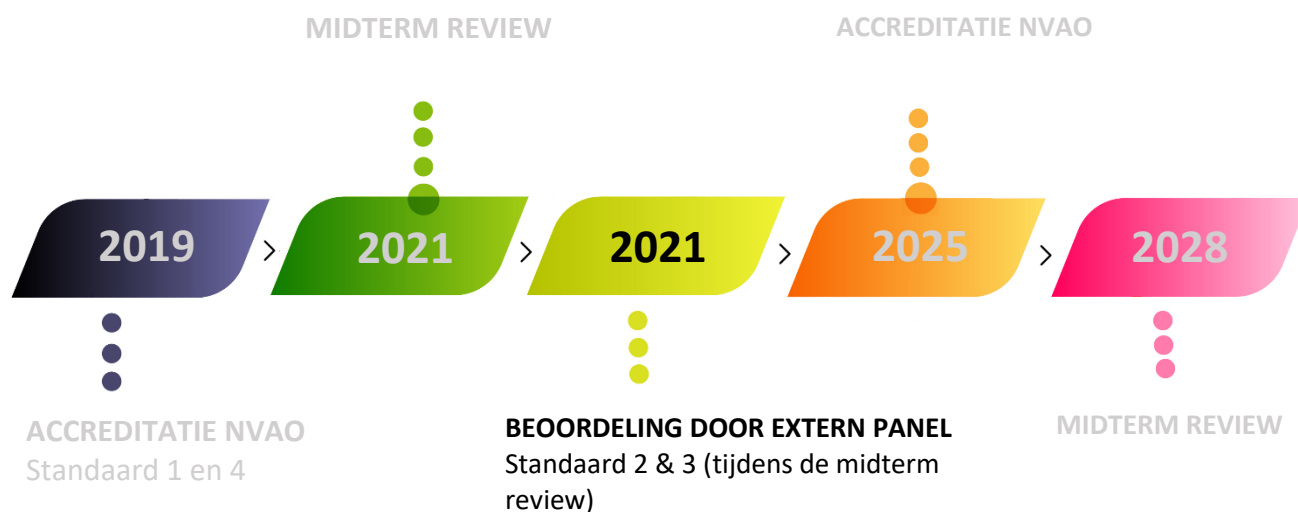 MIDTERM REVIEW
ACCREDITATIE NVAO
2019
2021
2021
2025
2028
ACCREDITATIE NVAO
Standaard 1 en 4
BEOORDELING DOOR EXTERN PANEL
Standaard 2 & 3 (tijdens de midterm
review)
MIDTERM REVIEW